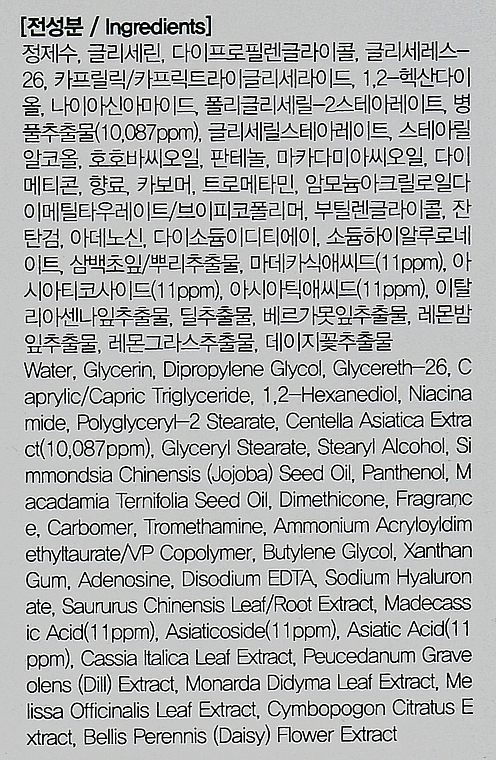 [전성분 / Ingredients]
정제수, 글리세린, 다이프로필렌글라이콜, 글리세레스-
26, 카프릴릭/카프릭트라이글리세라이드, 1,2-헥산다이
올, 나이아신아마이드, 폴리글리세릴-2스테아레이트, 병
풀추출물(10,087ppm), 글리세릴스테아레이트, 스테아릴
알코올, 호호바씨오일, 판테놀, 마카다미아씨오일, 다이
메티콘, 향료, 카보머, 트로메타민, 암모늄아크릴로일다
이메틸타우레이트/브이피코폴리머, 부틸렌글라이콜, 잔
탄검, 아데노신, 다이소듐이디티에이, 소듐하이알루로네
이트, 삼백초잎/뿌리추출물, 마데카식애씨드(11ppm), 아
시아티코사이드(11ppm), 아시아틱애씨드(11ppm), 이탈
리아센나잎추출물, 딜추출물, 베르가못잎추출물, 레몬밤
잎추출물, 레몬그라스추출물, 데이지꽃추출물
Water, Glycerin, Dipropylene Glycol, Glycereth-26, C
aprylic/Capric Triglyceride, 1,2-Hexanediol, Niacina
mide, Polyglyceryl-2 Stearate, Centella Asiatica Extra
ct(10,087ppm), Glyceryl Stearate, Stearyl Alcohol, Si
mmondsia Chinensis (Jojoba) Seed Oil, Panthenol, M
acadamia Ternifolia Seed Oil, Dimethicone, Fragranc
e, Carbomer, Tromethamine, Ammonium Acryloyldim
ethyltaurate/VP Copolymer, Butylene Glycol, Xanthan
Gum, Adenosine, Disodium EDTA, Sodium Hyaluron
ate, Saururus Chinensis Leaf/Root Extract, Madecass
ic Acid(11ppm), Asiaticoside(11ppm), Asiatic Acid(11
ppm), Cassia Italica Leaf Extract, Peucedanum Grave
olens (Dill) Extract, Monarda Didyma Leaf Extract, Me
lissa Officinalis Leaf Extract, Cymbopogon Citratus E
xtract, Bellis Perennis (Daisy) Flower Extract